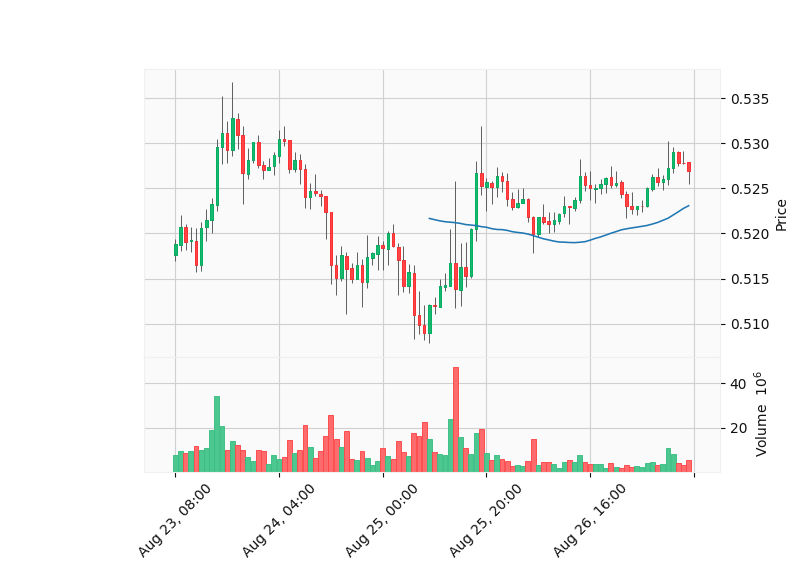 0.535
0.530
0.525
0.520
0.515
0.510
Price
40
20
Volume 10^6
Aug 23, 08:00
Aug 24, 04:00
Aug 25, 00:00
Aug 25, 20:00
Aug 26, 16:00